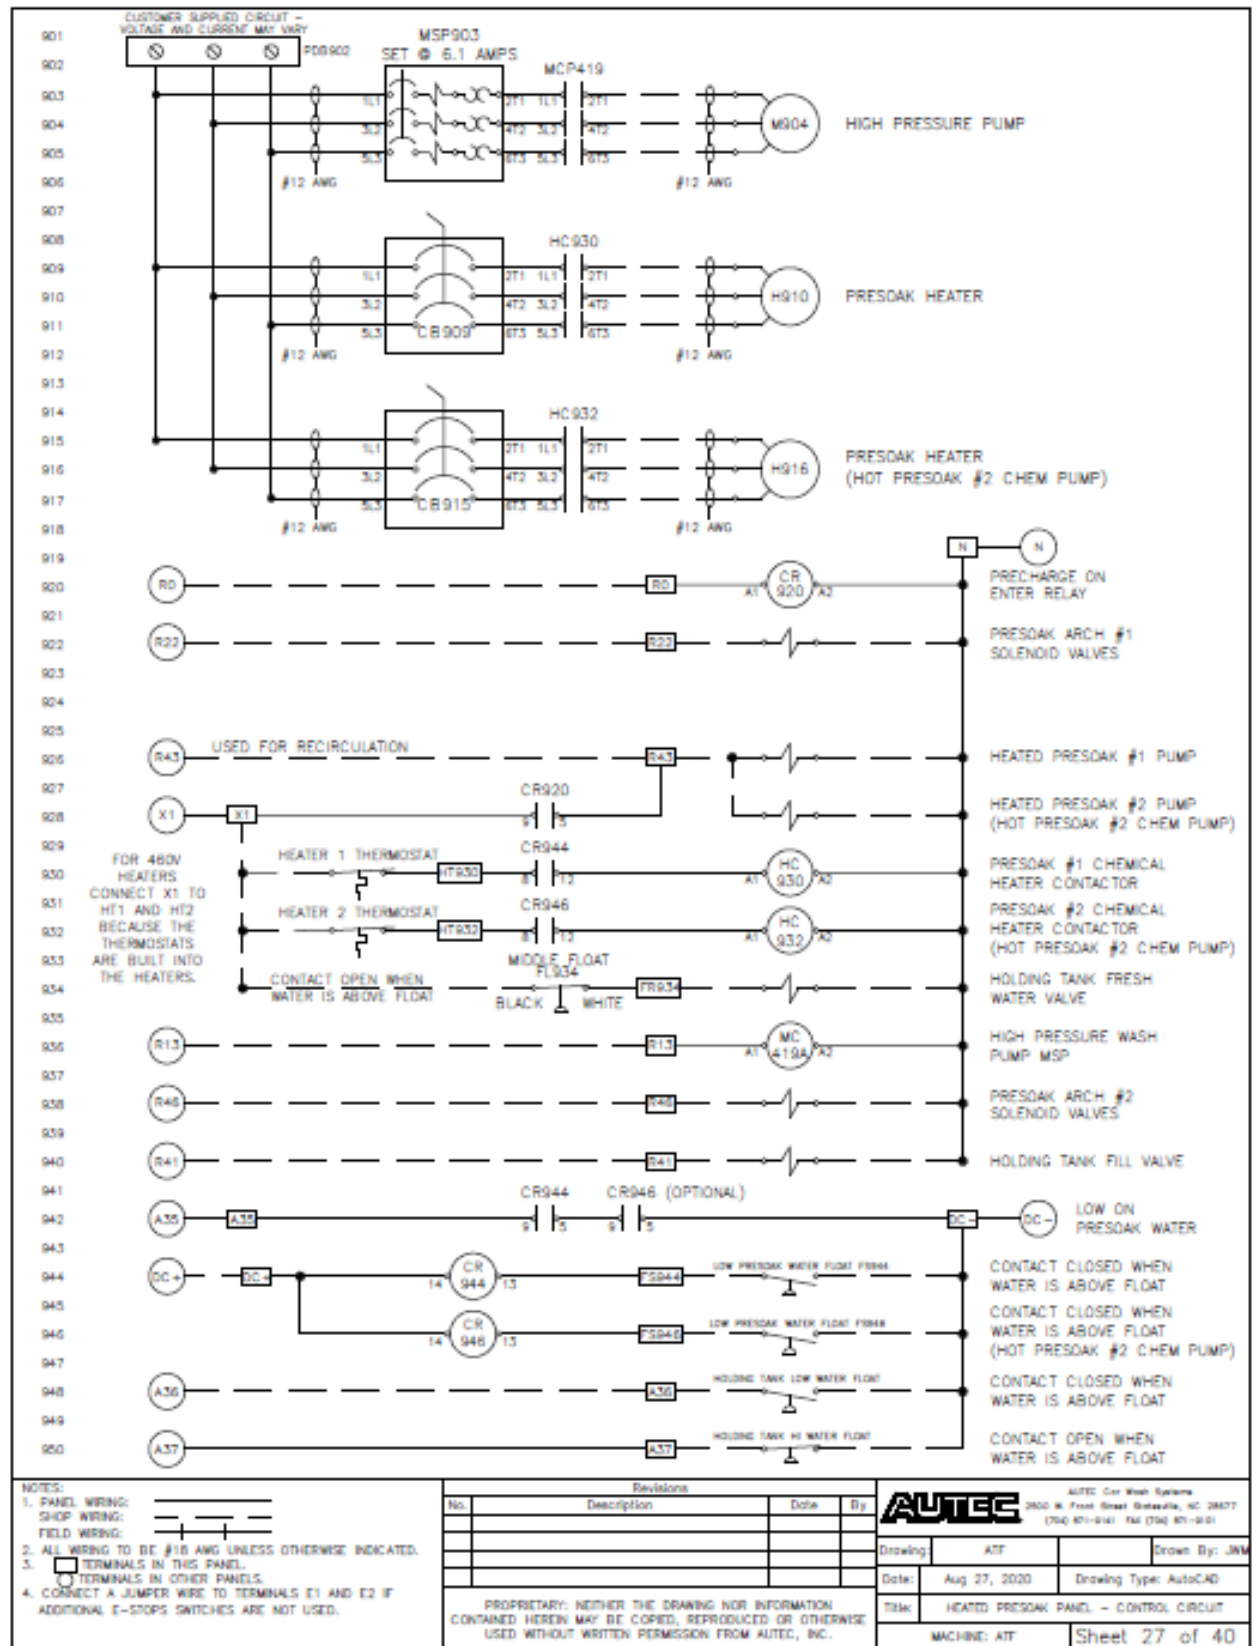 CUSTOMER SUPPLIED CIRCUIT –
VOLTAGE AND CURRENT MAY VARY
901
902
903
904
905
906
907
908
909
910
911
912
913
914
915
916
917
918
919
920
921
922
923
924
925
926
927
928
929
930
931
932
933
934
935
936
937
938
939
940
941
942
943
944
945
946
947
948
949
950
PDB902
MSP903
SET @ 6.1 AMPS
MCP419
1L1 2T1 1L1 2T1
3L2 4T2 3L2 4T2
5L3 6T3 5L3 6T3
M904
HIGH PRESSURE PUMP
#12 AWG #12 AWG
HC930
1L1 2T1 1L1 2T1
3L2 4T2 3L2 4T2
5L3 CB909 6T3 5L3 6T3
H910
PRESOAK HEATER
#12 AWG #12 AWG
HC932
1L1 2T1 1L1 2T1
3L2 4T2 3L2 4T2
5L3 CB915 6T3 5L3 6T3
H916
PRESOAK HEATER
(HOT PRESOAK #2 CHEM PUMP)
#12 AWG #12 AWG
N N
R0 R0 A1 CR 920 A2
PRECHARGE ON
ENTER RELAY
R22 R22
PRESOAK ARCH #1
SOLENOID VALVES
R43 USED FOR RECIRCULATION R43
HEATED PRESOAK #1 PUMP
CR920
X1 X1 9 5
HEATED PRESOAK #2 PUMP
(HOT PRESOAK #2 CHEM PUMP)
FOR 460V
HEATERS
CONNECT X1 TO
HT1 AND HT2
BECAUSE THE
THERMOSTATS
ARE BUILT INTO
THE HEATERS.
CR944
HEATER 1 THERMOSTAT HT930 8 12 A1 HC 930 A2
PRESOAK #1 CHEMICAL
HEATER CONTACTOR
CR946
HEATER 2 THERMOSTAT HT932 8 12 A1 HC 932 A2
PRESOAK #2 CHEMICAL
HEATER CONTACTOR
(HOT PRESOAK #2 CHEM PUMP)
MIDDLE FLOAT
FL934
CONTACT OPEN WHEN
WATER IS ABOVE FLOAT
BLACK WHITE
FR934
HOLDING TANK FRESH
WATER VALVE
R13 R13 A1 MC 419A A2
HIGH PRESSURE WASH
PUMP MSP
R46 R46
PRESOAK ARCH #2
SOLENOID VALVES
R41 R41
HOLDING TANK FILL VALVE
CR944 CR946 (OPTIONAL)
A35 A35 9 5 9 5 DC– DC–
LOW ON
PRESOAK WATER
DC+ DC+ 14 CR 944 13 FS944
LOW PRESOAK WATER FLOAT FS944
CONTACT CLOSED WHEN
WATER IS ABOVE FLOAT
14 CR 946 13 FS946
LOW PRESOAK WATER FLOAT FS946
CONTACT CLOSED WHEN
WATER IS ABOVE FLOAT
(HOT PRESOAK #2 CHEM PUMP)
A36 A36
HOLDING TANK LOW WATER FLOAT
CONTACT CLOSED WHEN
WATER IS ABOVE FLOAT
A37 A37
HOLDING TANK HI WATER FLOAT
CONTACT OPEN WHEN
WATER IS ABOVE FLOAT
NOTES:
1. PANEL WIRING:
SHOP WIRING:
FIELD WIRING:
2. ALL WIRING TO BE #18 AWG UNLESS OTHERWISE INDICATED.
3. TERMINALS IN THIS PANEL.
TERMINALS IN OTHER PANELS.
4. CONNECT A JUMPER WIRE TO TERMINALS E1 AND E2 IF
ADDITIONAL E–STOPS SWITCHES ARE NOT USED.
Revisions
No. Description Date By
PROPRIETARY: NEITHER THE DRAWING NOR INFORMATION
CONTAINED HEREIN MAY BE COPIED, REPRODUCED OR OTHERWISE
USED WITHOUT WRITTEN PERMISSION FROM AUTEC, INC.
AUTEC
AUTEC Car Wash Systems
2500 W. Front Street Statesville, NC 28677
(704) 871–9141 FAX (704) 871–9101
Drawing: ATF Drawn By: JWM
Date: Aug 27, 2020 Drawing Type: AutoCAD
Title: HEATED PRESOAK PANEL – CONTROL CIRCUIT
MACHINE: ATF Sheet 27 of 40